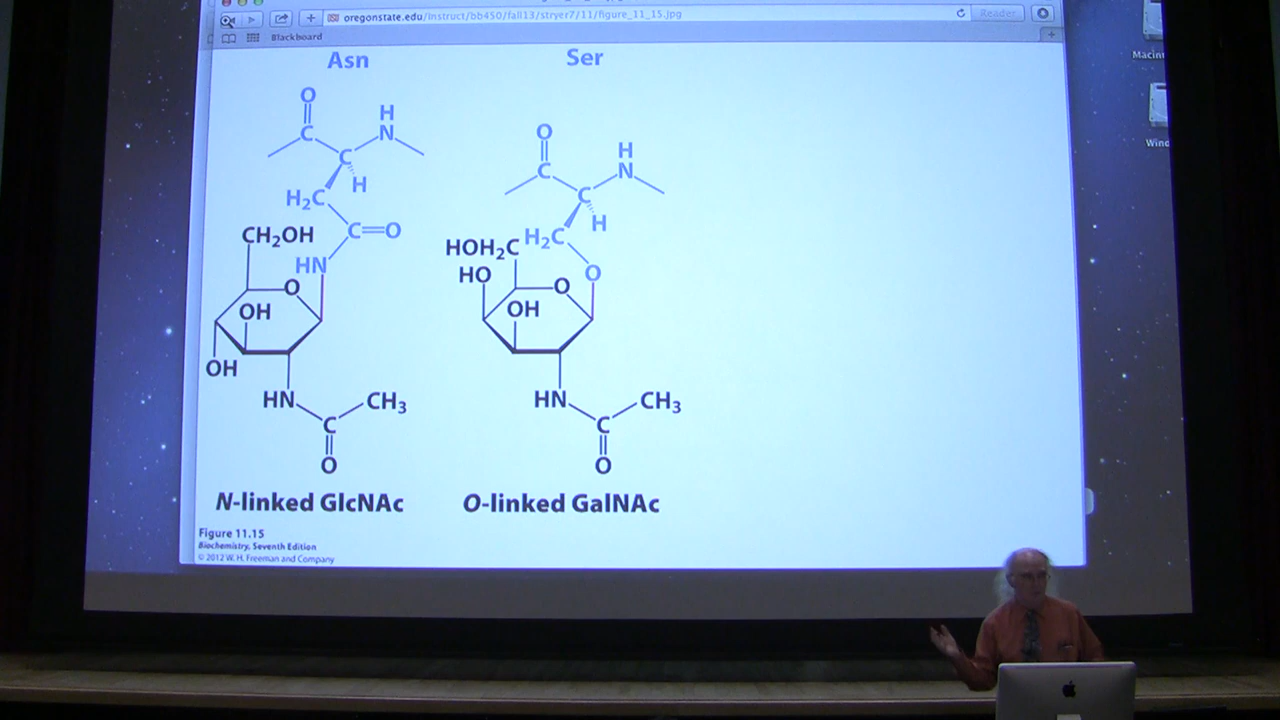 oregonstate.edu/instruct/bb450/fall13/stryer7/11/figure_11_15.jpg
Reader
Blackboard
Macint
Wind
Asn
Ser
O
H
C
N
C
H
H₂C
C=O
HN
CH₂OH
O
OH
OH
HN
CH₃
C
O
N-linked GlcNAc
O
H
C
N
C
H
H₂C
O
HOH₂C
HO
O
OH
HN
CH₃
C
O
O-linked GalNAc
Figure 11.15
Biochemistry, Seventh Edition
© 2012 W. H. Freeman and Company